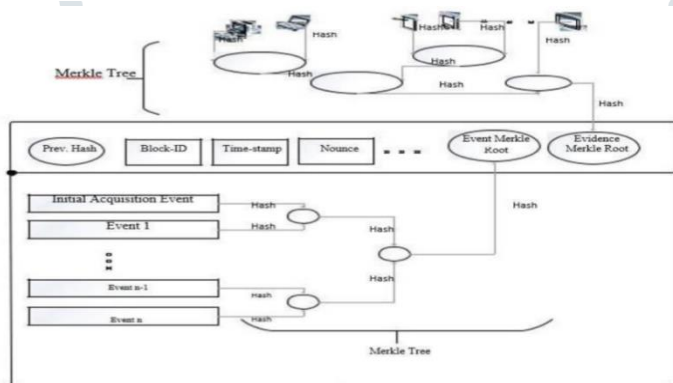 Hash
Hash
Hash
Hash
Hash
Hash
Hash
Merkle Tree
Hash
Hash
Hash
Prev. Hash
Block-ID
Time-stamp
Nounce
Event Merkle
Root
Evidence
Merkle Root
Initial Acquisition Event
Hash
Hash
Event 1
Hash
Hash
Hash
Event n-1
Hash
Event n
Hash
Merkle Tree